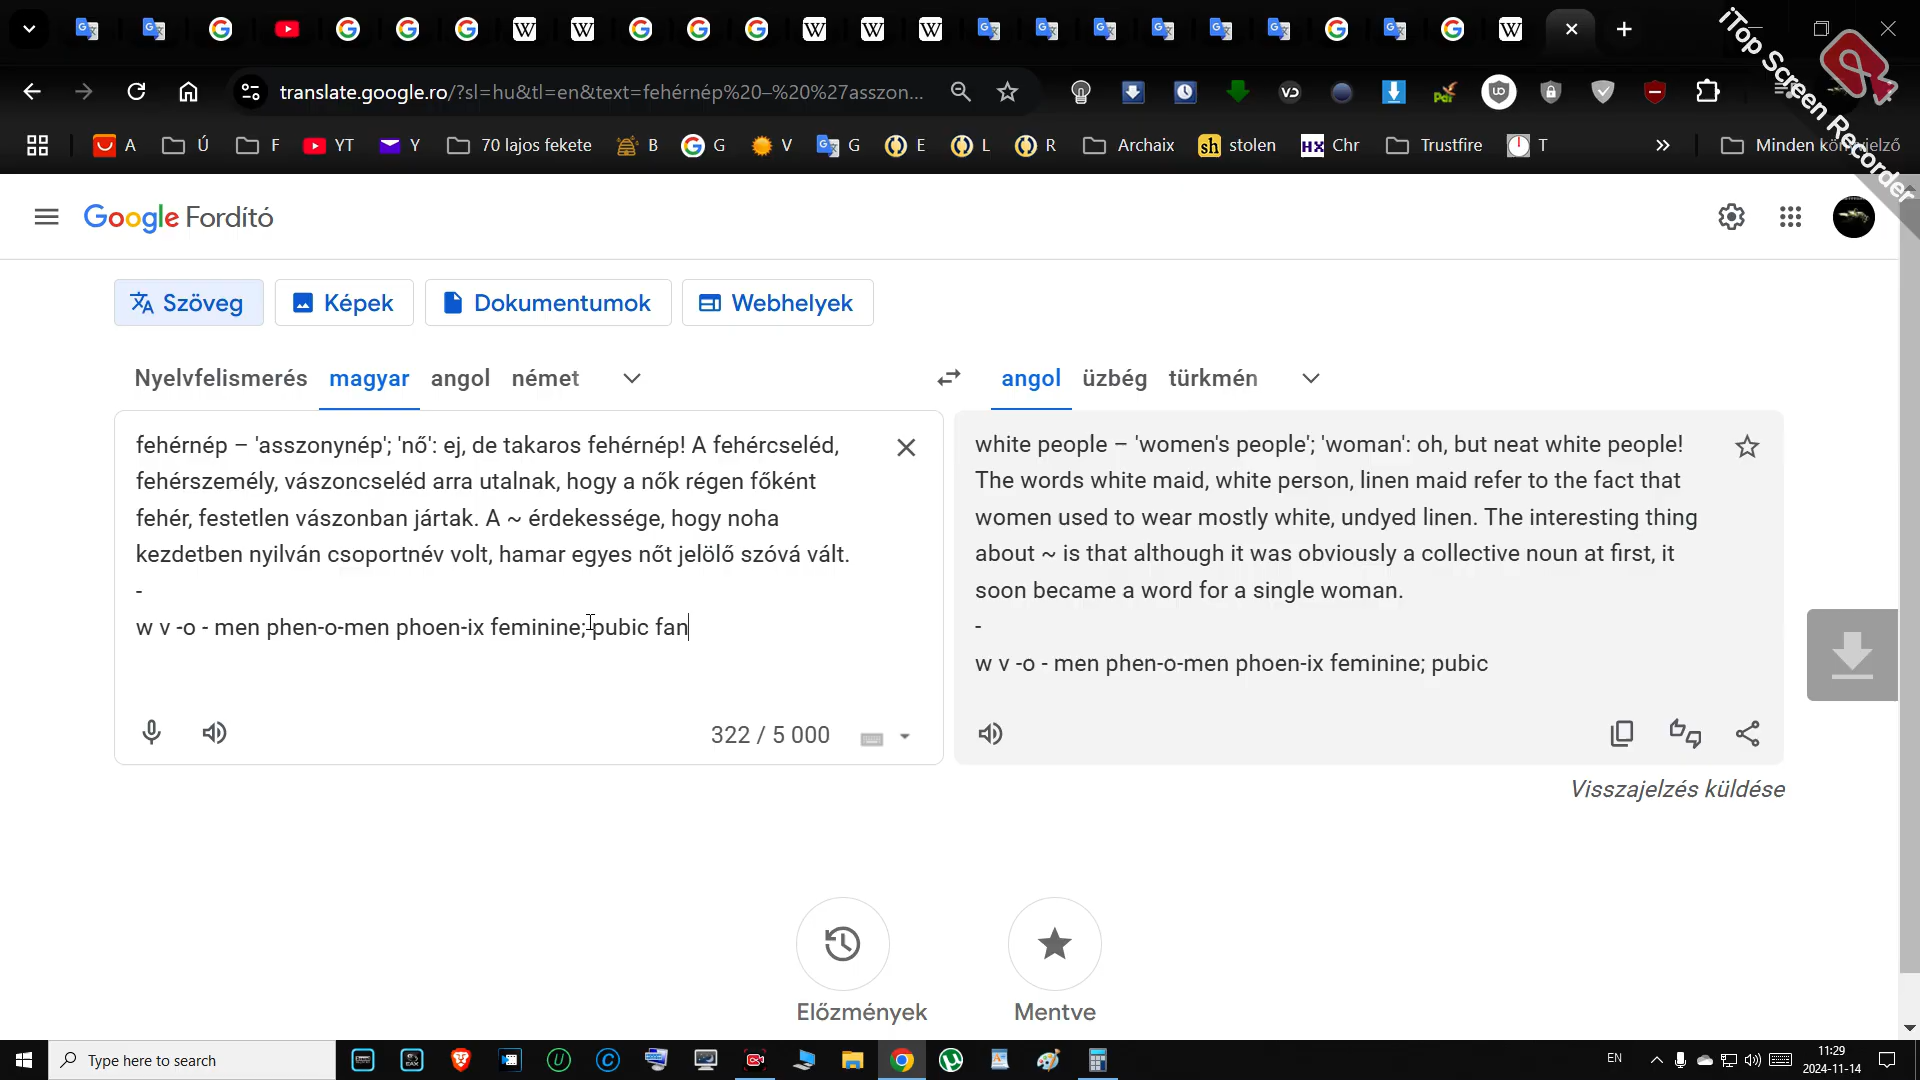 translate.google.ro/?sl=hu&tl=en&text=fehérnép%20–%20%27asszon...
A
Ú
F
YT
Y
70 lajos fekete
B
G
V
G
E
L
R
Archaix
stolen
Chr
Trustfire
T
iTop Screen Recorder
Google Fordító
Szöveg
Képek
Dokumentumok
Webhelyek
Nyelvfelismerés magyar angol német
angol üzbég türkmén
fehérnép – 'asszonynép'; 'nő': ej, de takaros fehérnép! A fehércseléd,
fehérszemély, vászoncseléd arra utalnak, hogy a nők régen főként
fehér, festetlen vászonban jártak. A ~ érdekessége, hogy noha
kezdetben nyilván csoportnév volt, hamar egyes nőt jelölő szóvá vált.
-
w v -o - men phen-o-men phoen-ix feminine; pubic fan
322 / 5 000
white people – 'women's people'; 'woman': oh, but neat white people!
The words white maid, white person, linen maid refer to the fact that
women used to wear mostly white, undyed linen. The interesting thing
about ~ is that although it was obviously a collective noun at first, it
soon became a word for a single woman.
-
w v -o - men phen-o-men phoen-ix feminine; pubic
Visszajelzés küldése
Előzmények
Mentve
Type here to search
EN
11:29
2024-11-14